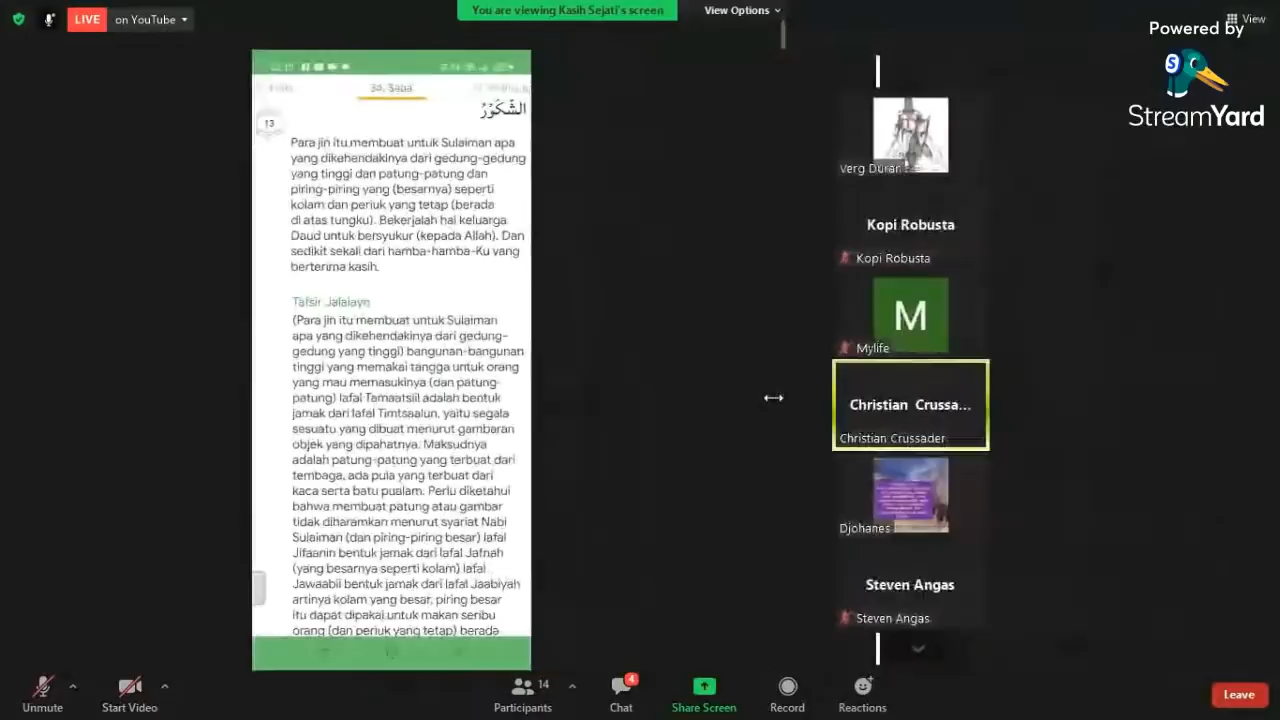 LIVE
on YouTube
You are viewing Kasih Sejati's screen
View Options
View
Powered by
StreamYard
34. Saba'
الشَّكُوْرُ
13
Para jin itu membuat untuk Sulaiman apa
yang dikehendakinya dari gedung-gedung
yang tinggi dan patung-patung dan
piring-piring yang (besarnya) seperti
kolam dan periuk yang tetap (berada
di atas tungku). Bekerjalah hai keluarga
Daud untuk bersyukur (kepada Allah). Dan
sedikit sekali dari hamba-hamba-Ku yang
berterima kasih.
Tafsir Jalalayn
(Para jin itu membuat untuk Sulaiman
apa yang dikehendakinya dari gedung-
gedung yang tinggi) bangunan-bangunan
tinggi yang memakai tangga untuk orang
yang mau memasukinya (dan patung-
patung) lafal Tamaatsiil adalah bentuk
jamak dari lafal Timtsaalun, yaitu segala
sesuatu yang dibuat menurut gambaran
objek yang dipahatnya. Maksudnya
adalah patung-patung yang terbuat dari
tembaga, ada pula yang terbuat dari
kaca serta batu pualam. Perlu diketahui
bahwa membuat patung atau gambar
tidak diharamkan menurut syariat Nabi
Sulaiman (dan piring-piring besar) lafal
Jifaanin bentuk jamak dari lafal Jafnah
(yang besarnya seperti kolam) lafal
Jawaabii bentuk jamak dari lafal Jaabiyah
artinya kolam yang besar, piring besar
itu dapat dipakai untuk makan seribu
orang (dan periuk yang tetap) berada
Verg Duran
Kopi Robusta
Kopi Robusta
M
Mylife
Christian Crussa...
Christian Crussader
Djohanes
Steven Angas
Steven Angas
Unmute
Start Video
14
Participants
4
Chat
Share Screen
Record
Reactions
Leave